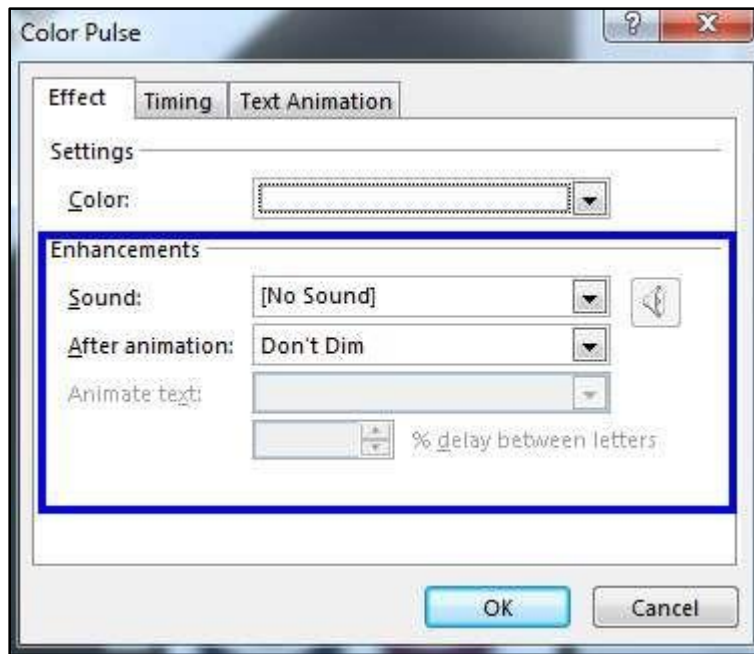 Color Pulse
Effect Timing Text Animation
Settings
Color:
Enhancements
Sound: [No Sound]
After animation: Don't Dim
Animate text:
% delay between letters
OK Cancel